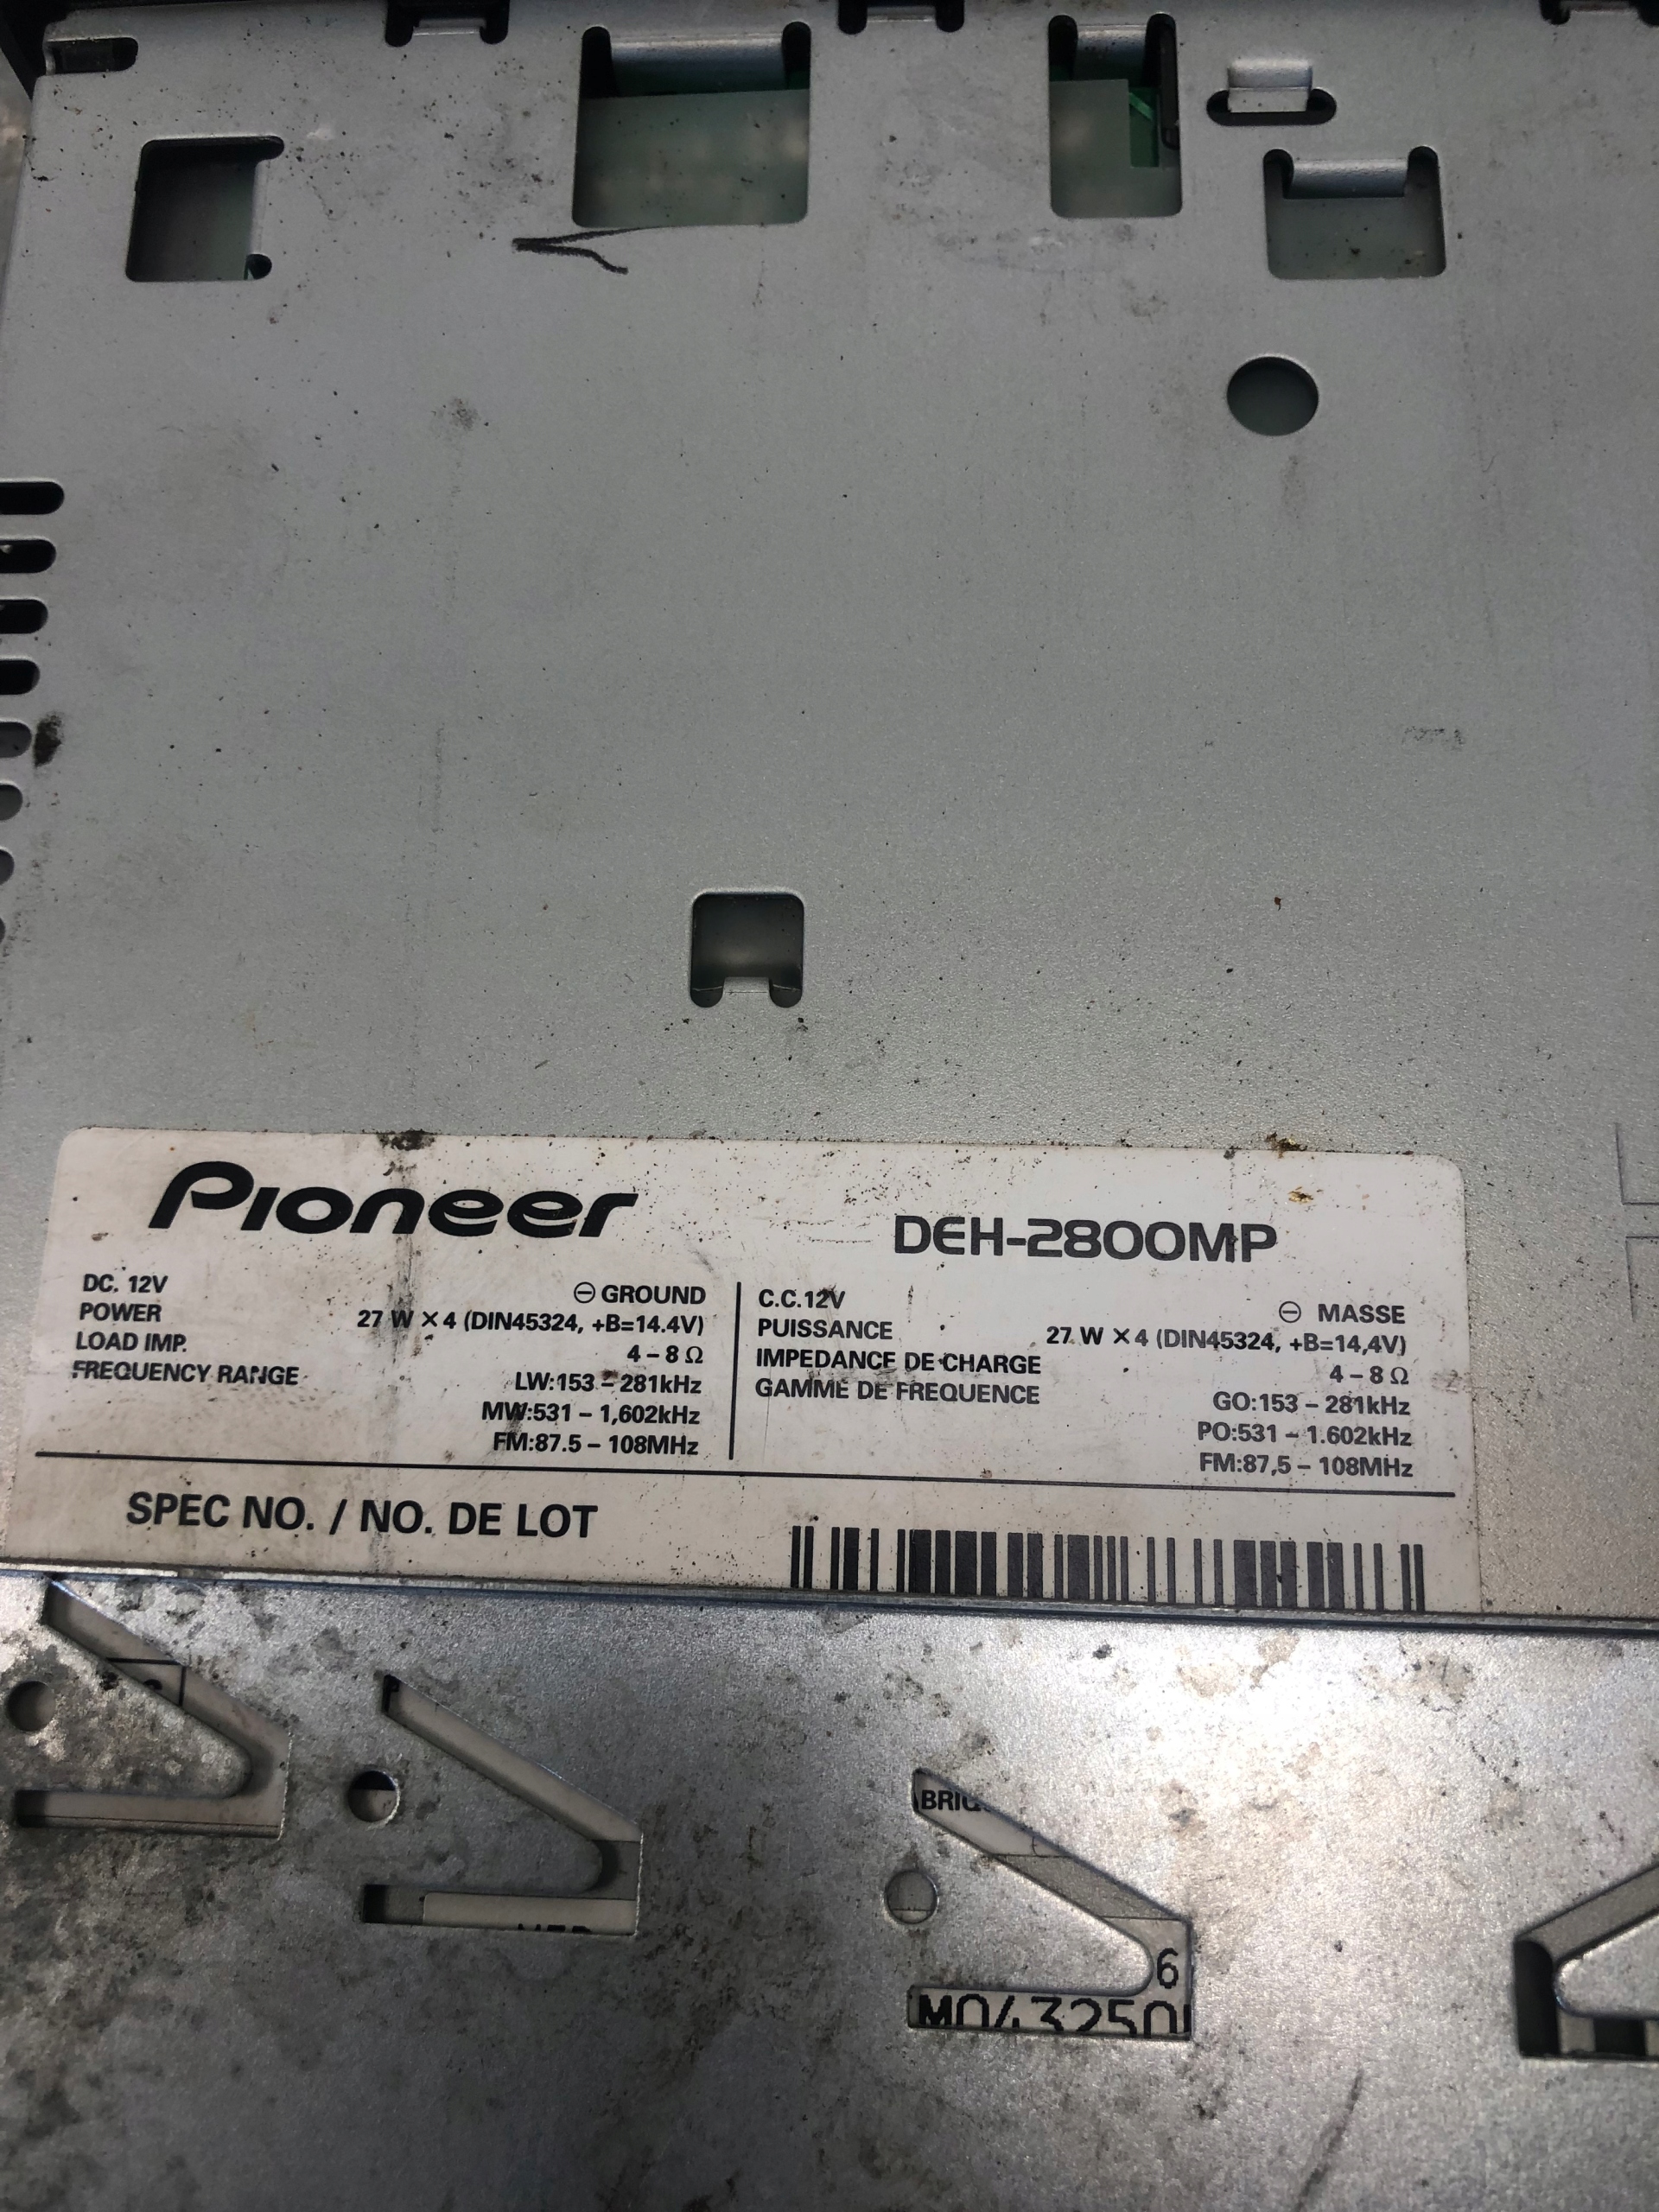 Pioneer
DEH-2800MP
DC. 12V ⊖ GROUND
POWER 27 W X 4 (DIN45324, +B=14.4V)
LOAD IMP. 4 – 8 Ω
FREQUENCY RANGE LW:153 – 281kHz
MW:531 – 1,602kHz
FM:87.5 – 108MHz
C.C.12V ⊖ MASSE
PUISSANCE 27 W X 4 (DIN45324, +B=14,4V)
IMPEDANCE DE CHARGE 4 – 8 Ω
GAMME DE FREQUENCE GO:153 – 281kHz
PO:531 – 1.602kHz
FM:87,5 – 108MHz
SPEC NO. / NO. DE LOT
BRIQ
6
M043250